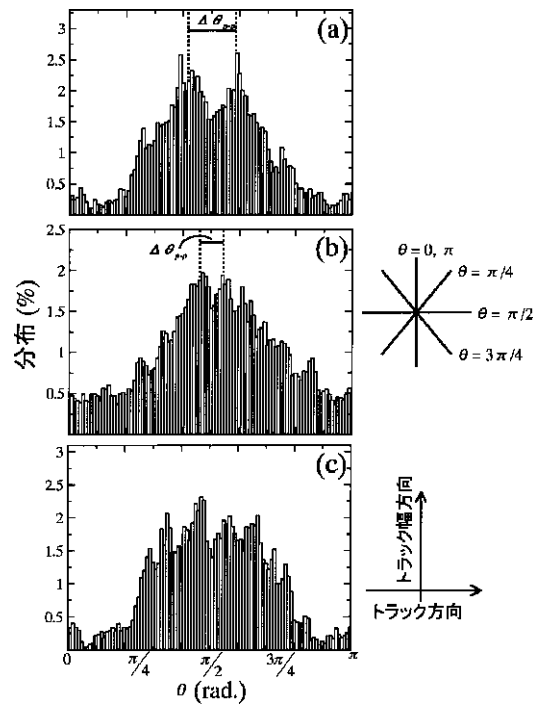 (a)
Δθp-p
3
2.5
2
1.5
1
0.5
(b)
Δθp-p
2.5
2
1.5
1
0.5
分布 (%)
(c)
3
2.5
2
1.5
1
0.5
0
π/4
π/2
3π/4
π
θ (rad.)
θ=0, π
θ = π/4
θ = π/2
θ = 3π/4
トラック幅方向
トラック方向